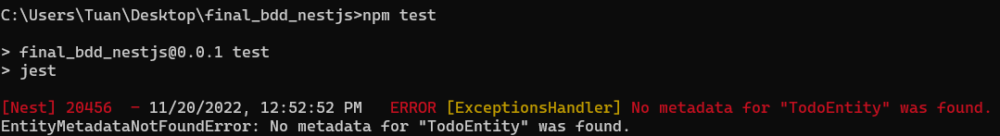 C:\Users\Tuan\Desktop\final_bdd_nestjs>npm test
> final_bdd_nestjs@0.0.1 test
> jest
[Nest] 20456  - 11/20/2022, 12:52:52 PM   ERROR [ExceptionsHandler] No metadata for "TodoEntity" was found.
EntityMetadataNotFoundError: No metadata for "TodoEntity" was found.